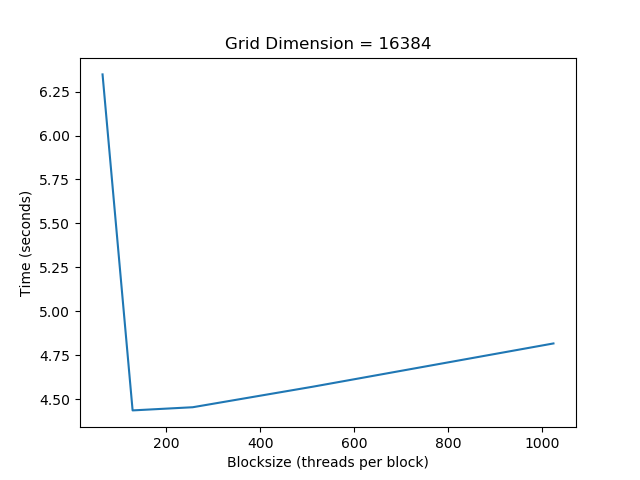 Grid Dimension = 16384
6.25
6.00
5.75
5.50
5.25
5.00
4.75
4.50
Time (seconds)
200 400 600 800 1000
Blocksize (threads per block)